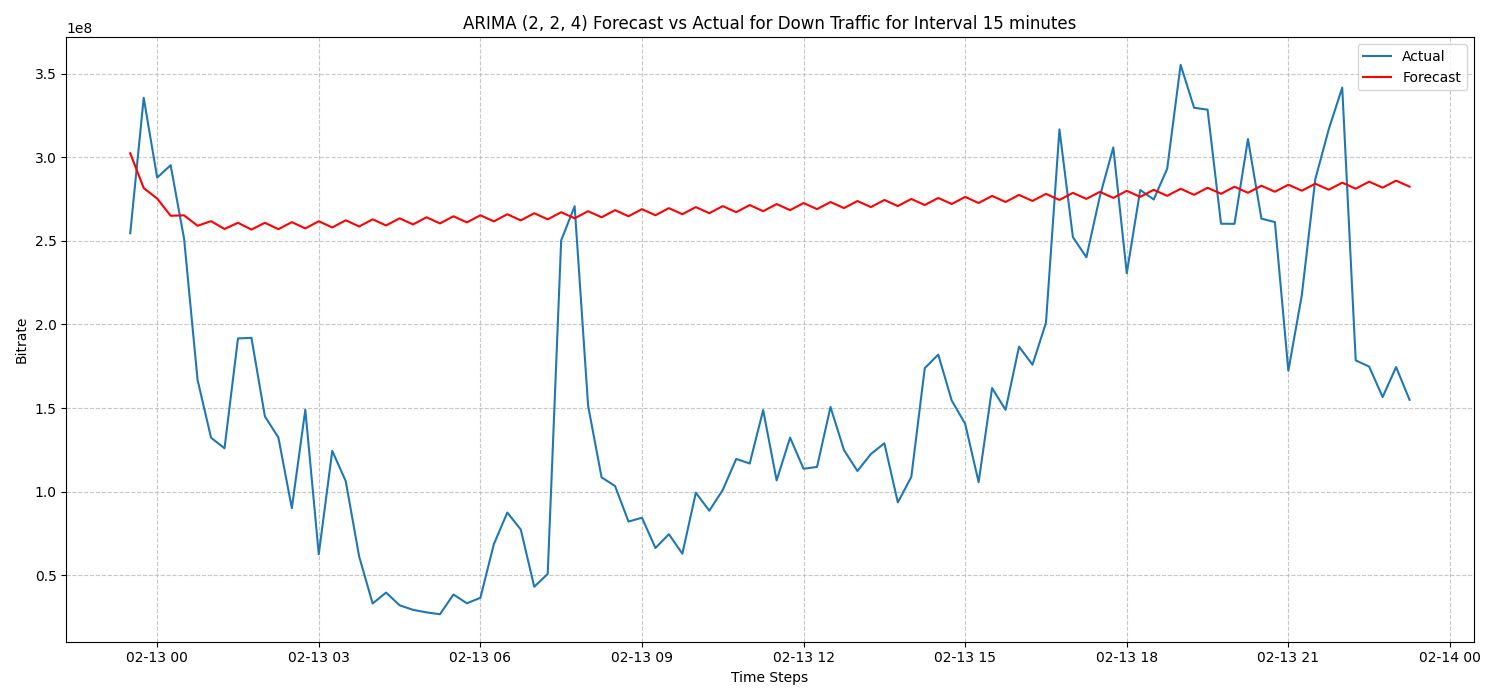 ARIMA (2, 2, 4) Forecast vs Actual for Down Traffic for Interval 15 minutes
1e8
Actual
Forecast
3.5
3.0
2.5
2.0
1.5
1.0
0.5
Bitrate
02-13 00 02-13 03 02-13 06 02-13 09 02-13 12 02-13 15 02-13 18 02-13 21 02-14 00
Time Steps